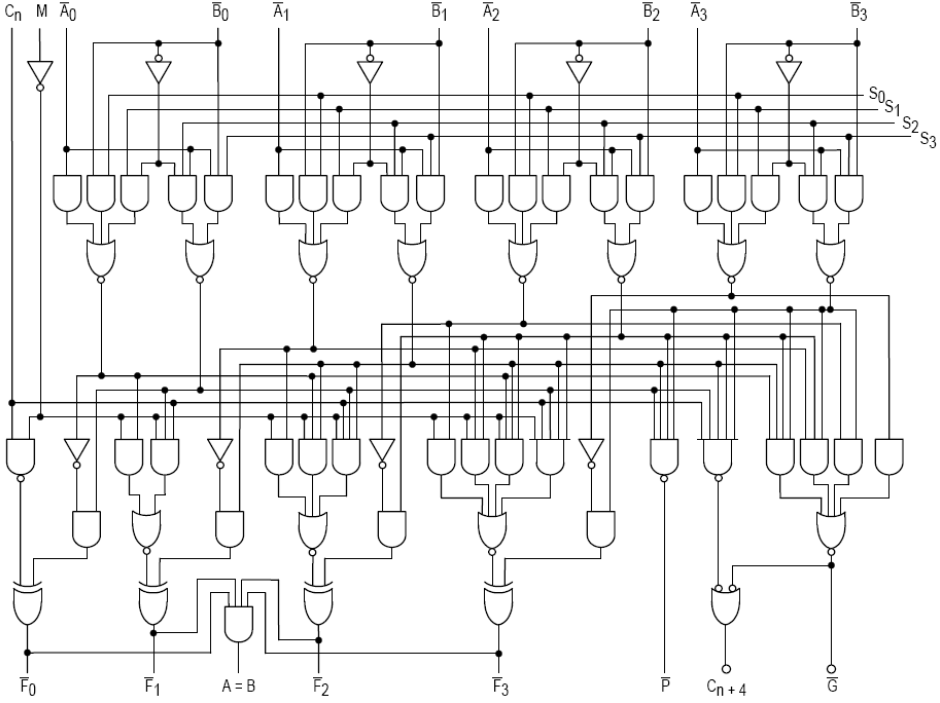 Cn M A̅0 B̅0 A̅1 B̅1 A̅2 B̅2 A̅3 B̅3
S0
S1
S2
S3
F̅0 F̅1 A = B F̅2 F̅3 P̅ Cn + 4 G̅